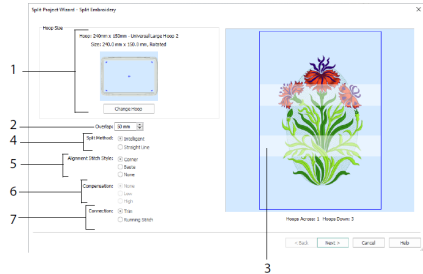 Split Project Wizard - Split Embroidery
Hoop Size
Hoop: 240mm x 150mm - Universal Large Hoop 2
Size: 240.0 mm x 150.0 mm, Rotated
1
Change Hoop
2
Overlap: 50 mm
4
Split Method: Intelligent
Straight Line
5
Alignment Stitch Style: Corner
Baste
None
6
Compensation: None
Low
High
7
Connection: Trim
Running Stitch
Hoops Across: 1 Hoops Down: 3
< Back Next > Cancel Help
3